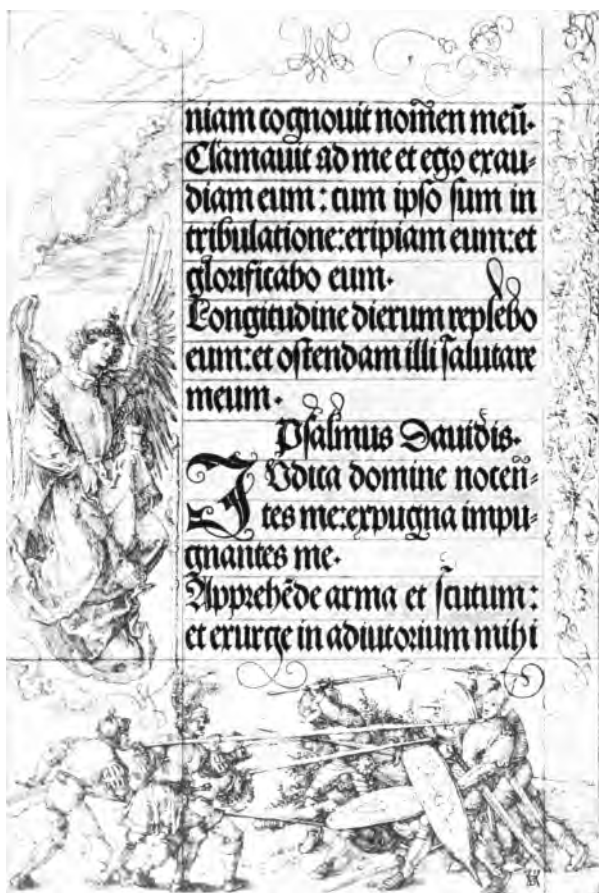 niam cognouit nomẽn meũ.
Clamauit ad me et ego exau⸗
diam eum : cum ipſo ſum in
tribulatione:eripiam eum:et
glorificabo eum.
Longitudine dierum replebo
eum:et oſtendam illi ſalutare
meum.
Pſalmus Dauidis.
IUdica domine nocen̄⸗
tes me:expugna impu⸗
gnantes me.
Apprehẽde arma et ſcutum :
et exurge in adiutorium mihi